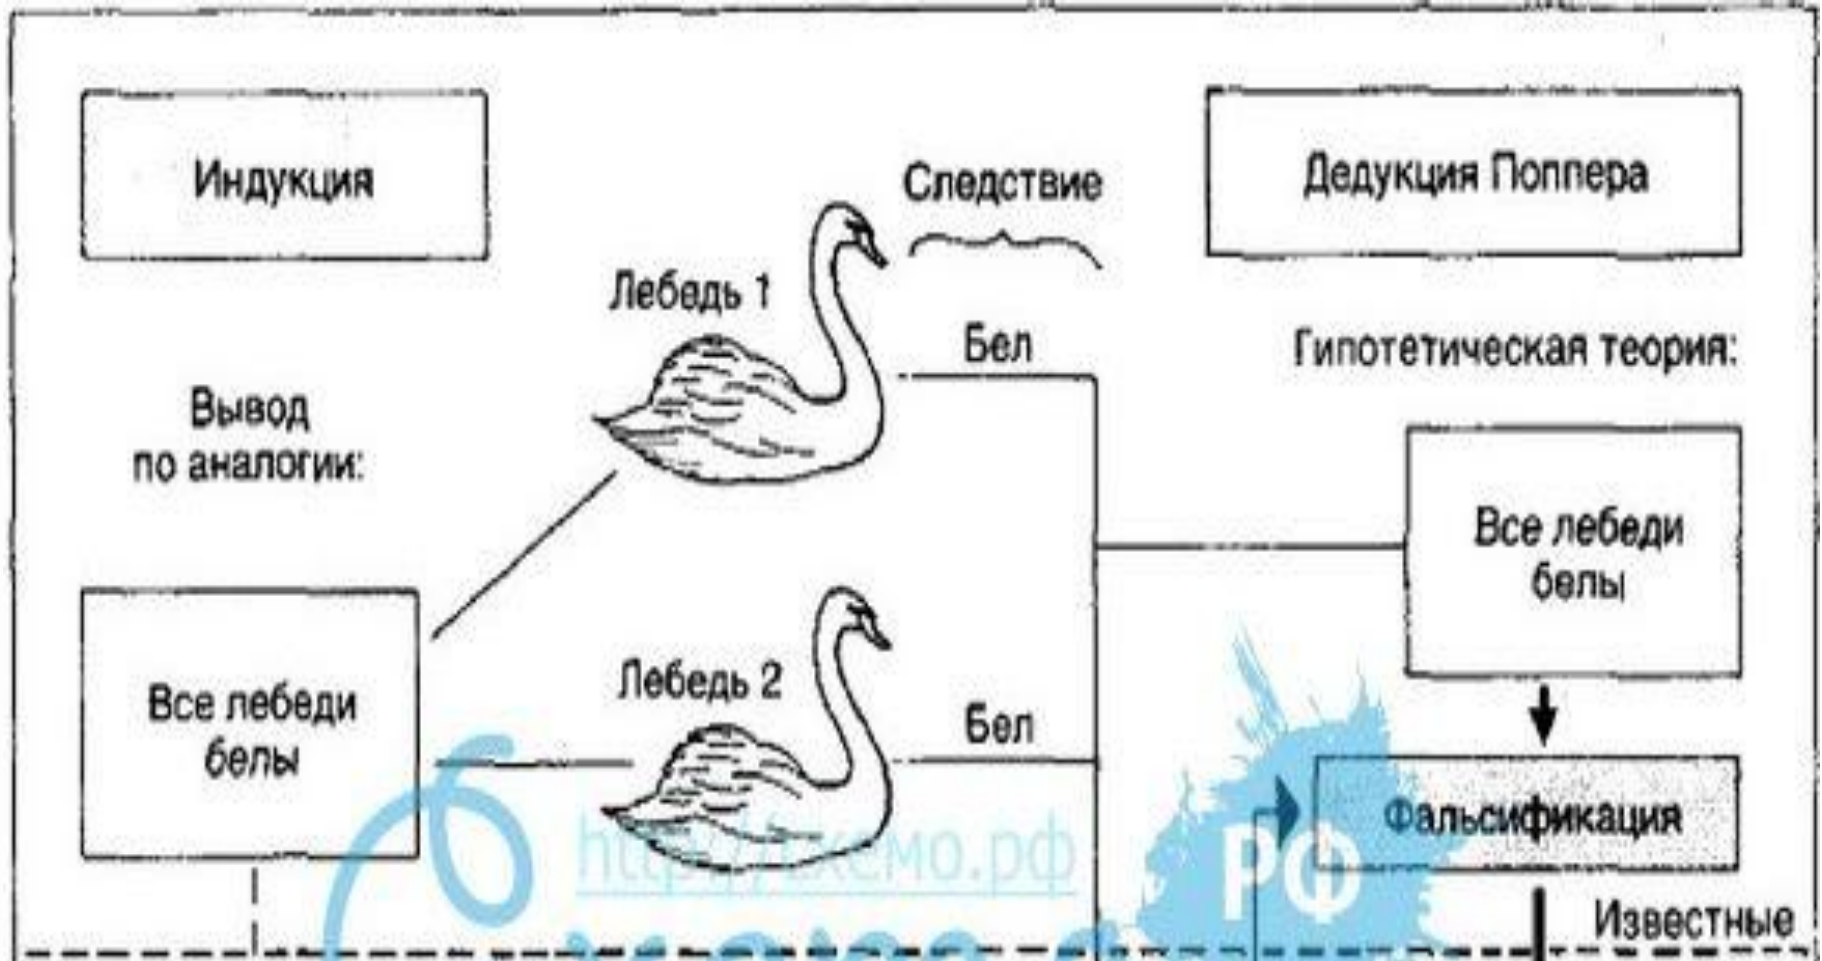 Индукция
Дедукция Поппера
Следствие
Лебедь 1
Бел
Гипотетическая теория:
Вывод
по аналогии:
Все лебеди
белы
Все лебеди
белы
Лебедь 2
Бел
Фальсификация
РФ
Известные